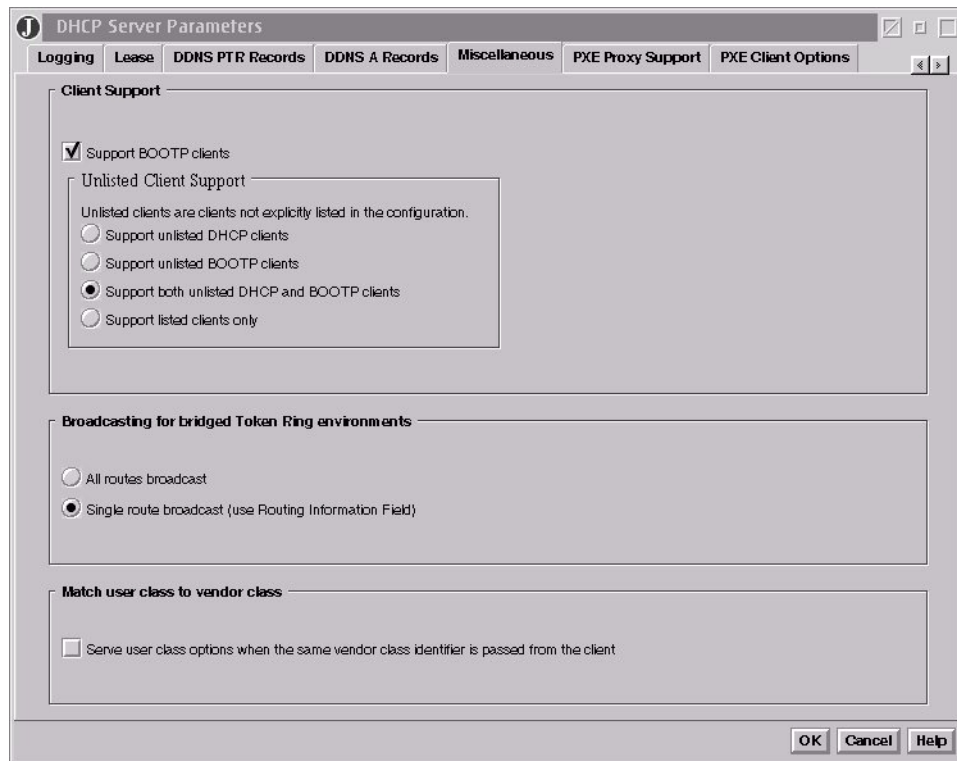 J DHCP Server Parameters
Logging Lease DDNS PTR Records DDNS A Records Miscellaneous PXE Proxy Support PXE Client Options
Client Support
Support BOOTP clients
Unlisted Client Support
Unlisted clients are clients not explicitly listed in the configuration.
Support unlisted DHCP clients
Support unlisted BOOTP clients
Support both unlisted DHCP and BOOTP clients
Support listed clients only
Broadcasting for bridged Token Ring environments
All routes broadcast
Single route broadcast (use Routing Information Field)
Match user class to vendor class
Serve user class options when the same vendor class identifier is passed from the client
OK Cancel Help